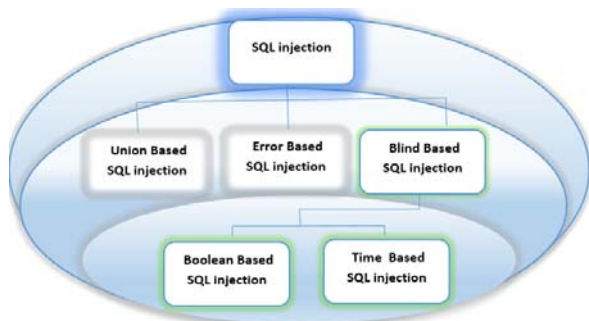 SQL injection
Union Based
SQL injection
Error Based
SQL injection
Blind Based
SQL injection
Boolean Based
SQL injection
Time Based
SQL injection